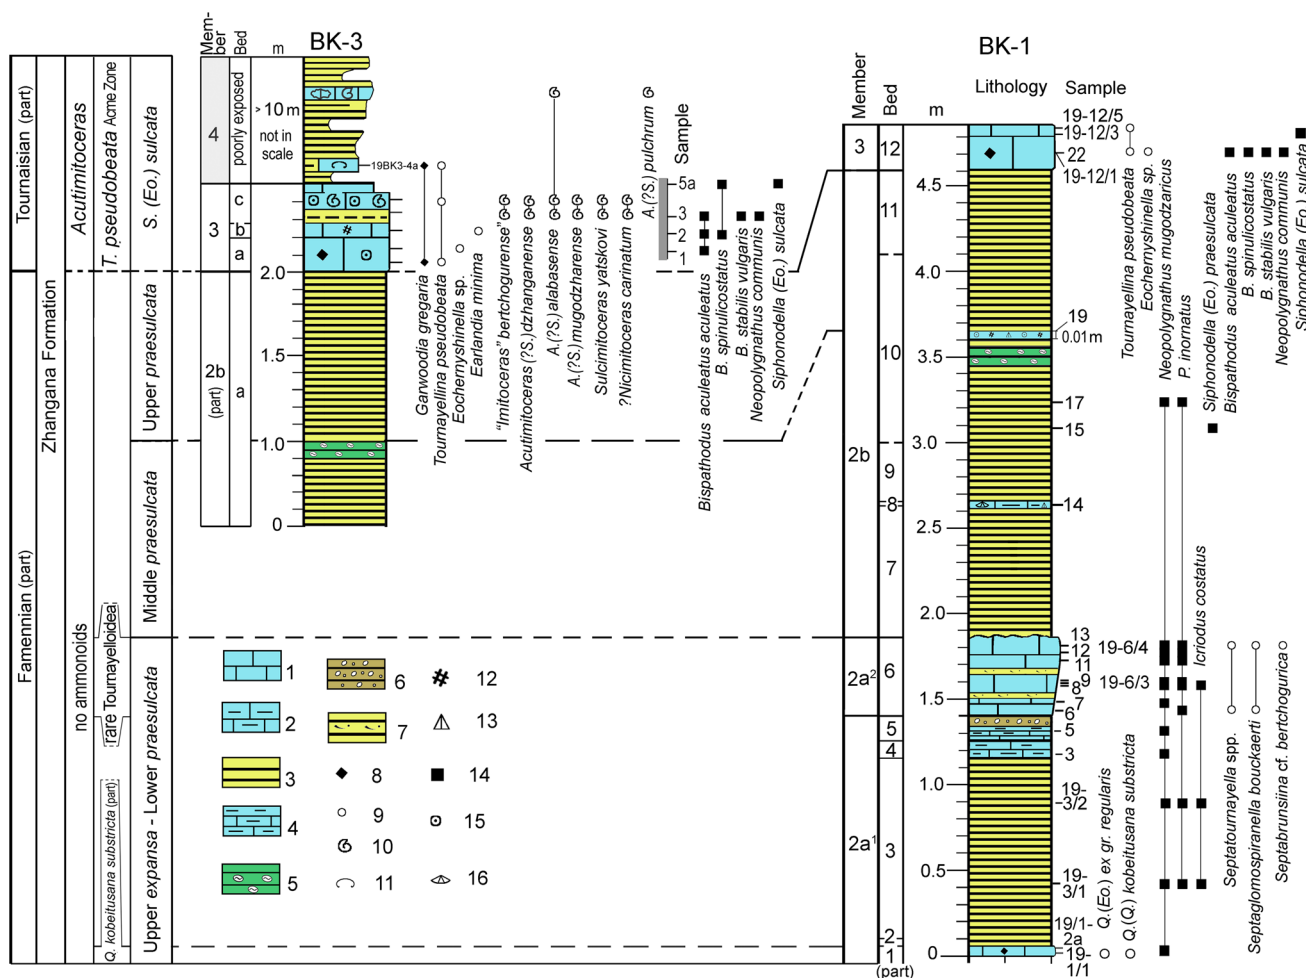 BK-3
BK-1
Member
Bed
m
Lithology
Sample
Mem-
ber
Bed
m
Sample
Member
Bed
Tournaisian (part)
Famennian (part)
Zhangana Formation
Acutimitoceras
no ammonoids
T. pseudobeata Acme Zone
rare Tournayelloidea
Q. kobeitusana substricta (part)
S. (Eo.) sulcata
Upper praesulcata
Middle praesulcata
Upper expansa - Lower praesulcata
4
poorly exposed
> 10 m
not in
scale
3
c
b
a
2b
(part)
a
2.0
1.5
1.0
0
19BK3-4a
Garwoodia gregaria
Tournayellina pseudobeata
Eochernyshinella sp.
Earlandia minima
"Imitoceras" bertchogurense"
Acutimitoceras (?S.) dzhanganense
A.(?S.) alabasense
A.(?S.) mugodzharense
Sulcimitoceras yatskovi
?Nicimitoceras carinatum
A.(?S.) pulchrum
5a
3
2
1
Bispathodus aculeatus aculeatus
B. spinulicostatus
B. stabilis vulgaris
Neopolygnathus communis
Siphonodella (Eo.) sulcata
3
2b
2a²
2a¹
12
11
10
9
8
7
6
5
4
3
2
1
(part)
4.5
4.0
3.5
3.0
2.5
2.0
1.5
1.0
0.5
0
19-12/5
19-12/3
22
19-12/1
19
0.01m
17
15
14
13
12
11
9
8
7
6
5
3
19-6/4
19-6/3
19-
3/2
19-
3/1
19/1-
2a
19-
1/1
Tournayellina pseudobeata
Eochernyshinella sp.
Neopolygnathus mugodzaricus
P. inornatus
Siphonodella (Eo.) praesulcata
Bispathodus aculeatus aculeatus
B. spinulicostatus
B. stabilis vulgaris
Neopolygnathus communis
Siphonodella (Eo.) sulcata
Icriodus costatus
Q.(Eo.) ex gr. regularis
Q.(Q.) kobeitusana substricta
Septatournayella spp.
Septaglomospiranella bouckaerti
Septabrunsiina cf. bertchogurica
1
2
3
4
5
6
7
8
9
10
11
12
13
14
15
16